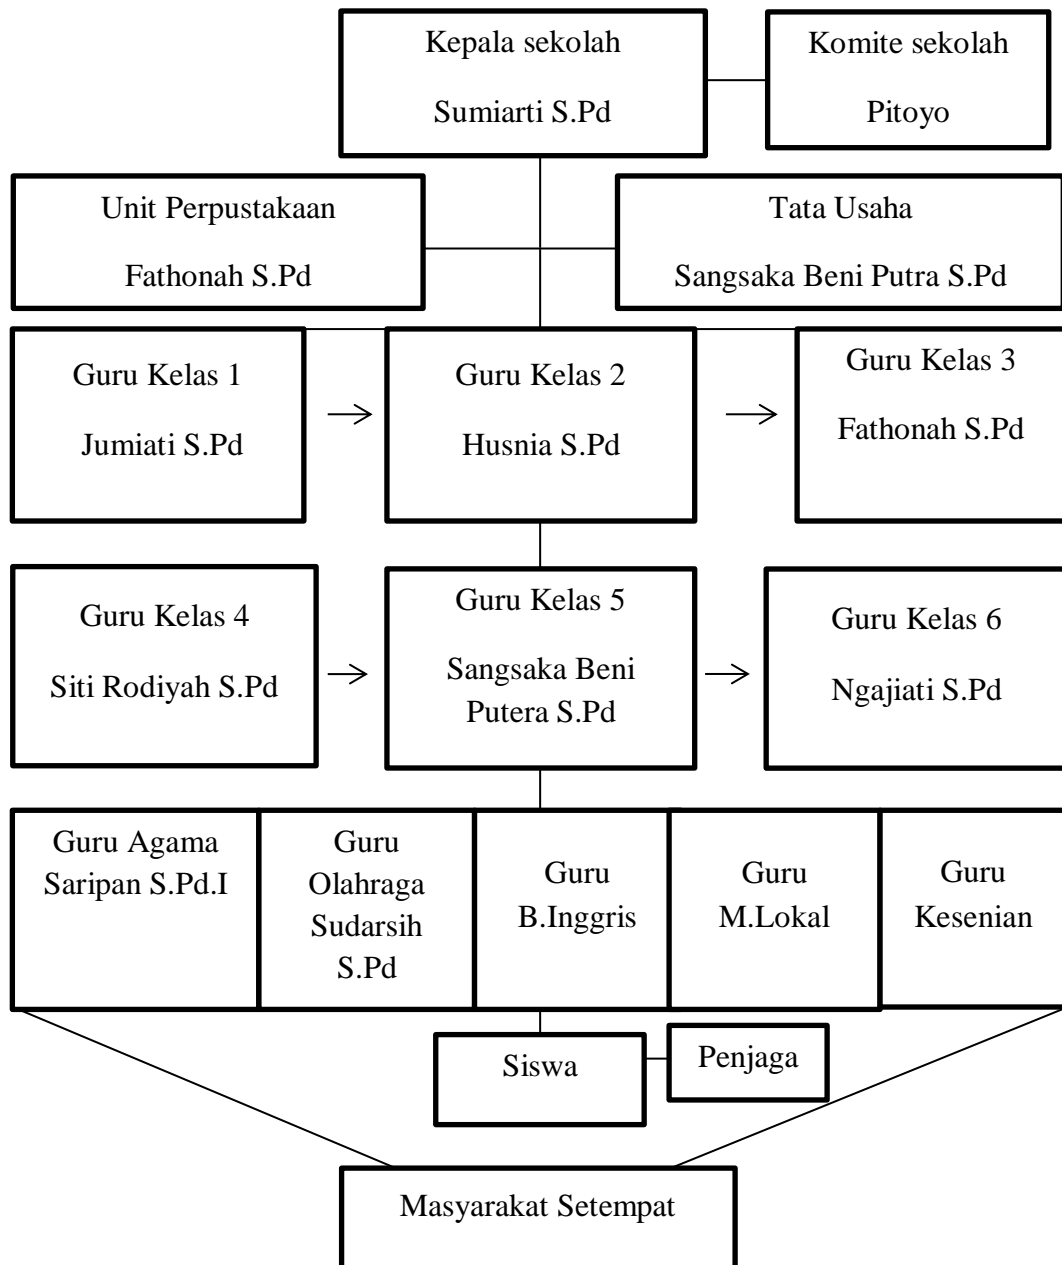 Kepala sekolah
Sumiarti S.Pd
Komite sekolah
Pitoyo
Unit Perpustakaan
Fathonah S.Pd
Tata Usaha
Sangsaka Beni Putra S.Pd
Guru Kelas 1
Jumiati S.Pd
Guru Kelas 2
Husnia S.Pd
Guru Kelas 3
Fathonah S.Pd
Guru Kelas 4
Siti Rodiyah S.Pd
Guru Kelas 5
Sangsaka Beni
Putera S.Pd
Guru Kelas 6
Ngajiati S.Pd
Guru Agama
Saripan S.Pd.I
Guru
Olahraga
Sudarsih
S.Pd
Guru
B.Inggris
Guru
M.Lokal
Guru
Kesenian
Siswa
Penjaga
Masyarakat Setempat